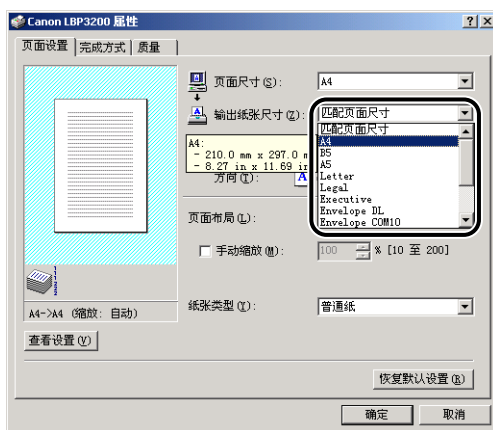 Canon LBP3200 属性
页面设置 完成方式 质量
页面尺寸(S): A4
输出纸张尺寸(Z): 匹配页面尺寸
匹配页面尺寸
A4
B5
A5
Letter
Legal
Executive
Envelope DL
Envelope COM10
A4:
- 210.0 mm x 297.0 m
- 8.27 in x 11.69 in
方向(T): A
页面布局(L):
手动缩放(M): 100 % [10 至 200]
纸张类型(Y): 普通纸
A4->A4 (缩放: 自动)
查看设置(V)
恢复默认设置(R)
确定 取消